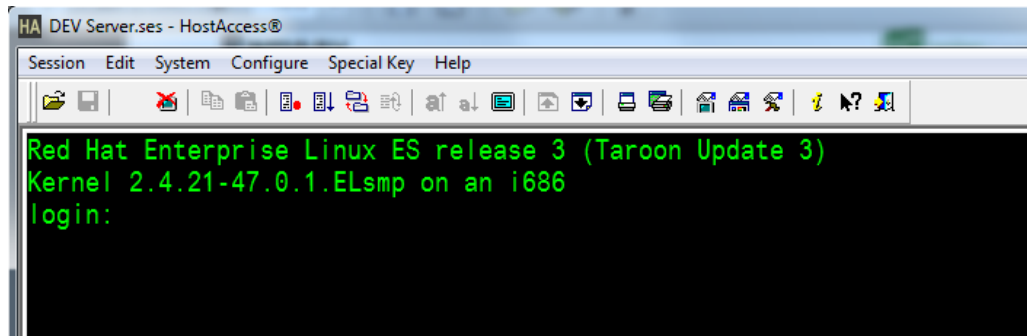 HA DEV Server.ses - HostAccess®
Session Edit System Configure Special Key Help
Red Hat Enterprise Linux ES release 3 (Taroon Update 3)
Kernel 2.4.21-47.0.1.ELsmp on an i686
login: